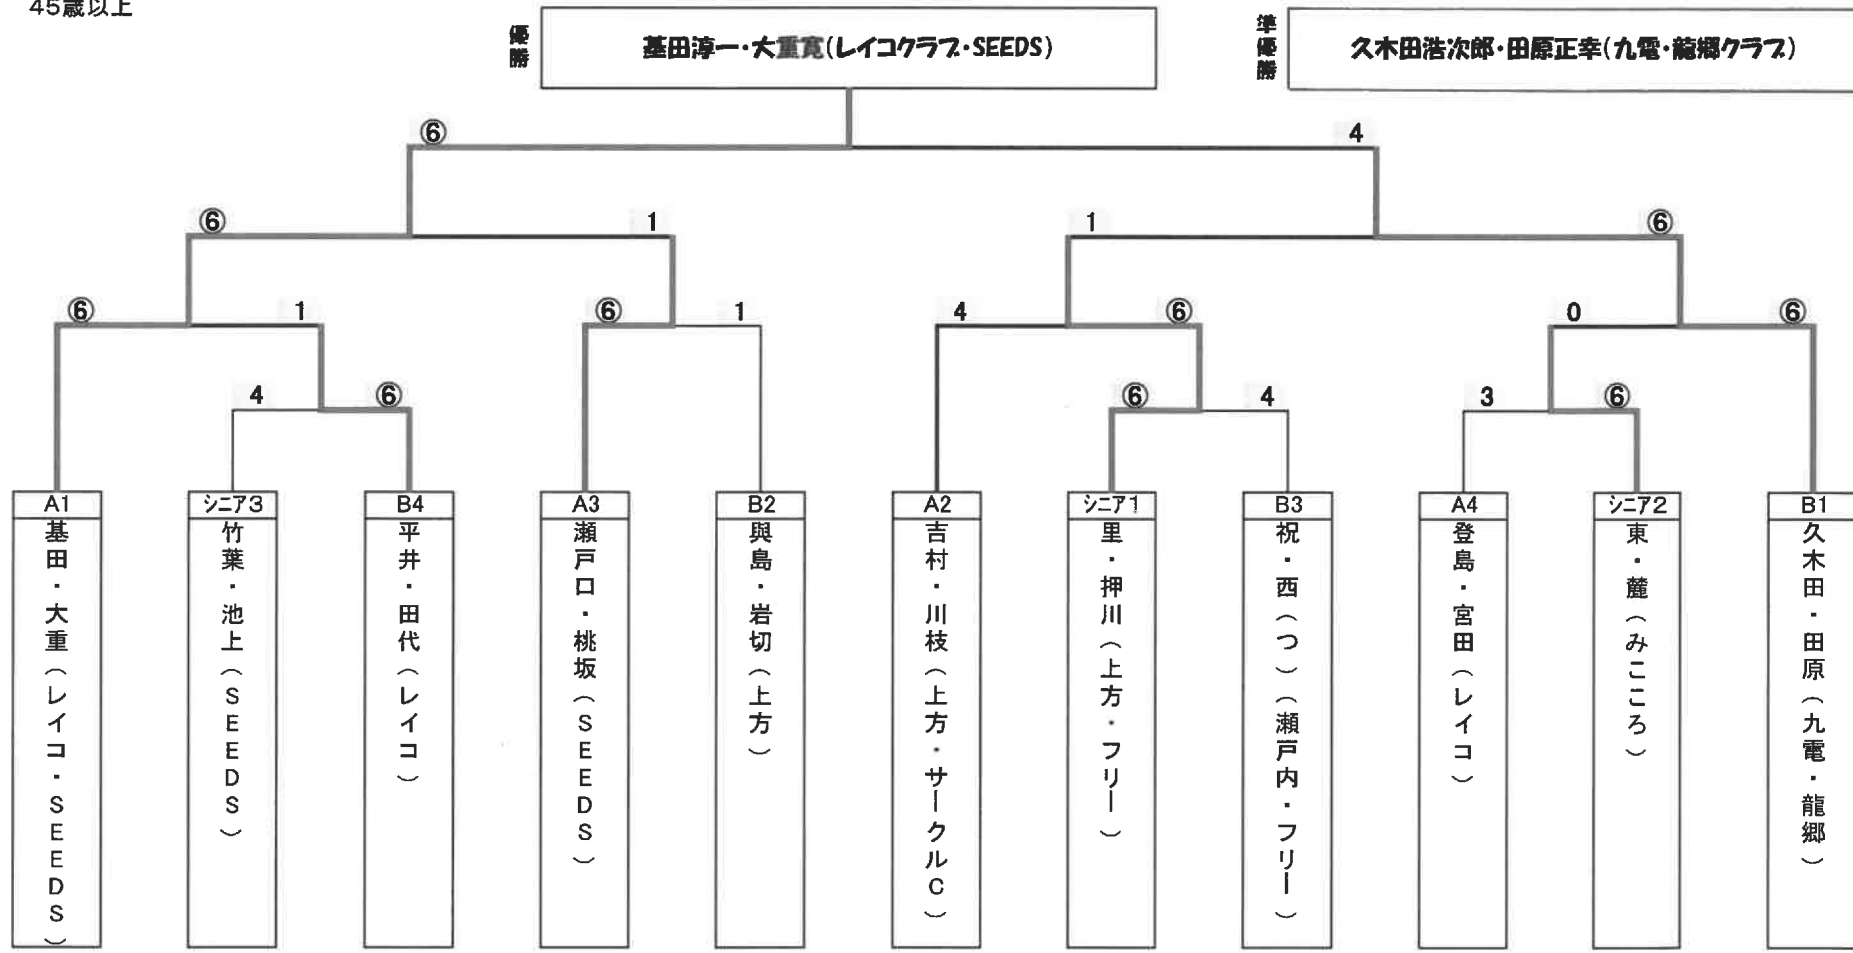 45歳以上
優勝
基田淳一・大重寛(レイコクラブ・SEEDS)
準優勝
久木田浩次郎・田原正幸(九電・龍郷クラブ)
⑥
4
⑥
1
1
⑥
⑥
1
⑥
1
4
⑥
0
⑥
4
⑥
⑥
4
3
⑥
A1
基田・大重(レイコ・SEEDS)
シニア3
竹葉・池上(SEEDS)
B4
平井・田代(レイコ)
A3
瀬戸口・桃坂(SEEDS)
B2
與島・岩切(上方)
A2
吉村・川枝(上方・サークルC)
シニア1
里・押川(上方・フリー)
B3
祝・西(つ)(瀬戸内・フリー)
A4
登島・宮田(レイコ)
シニア2
東・麓(みこころ)
B1
久木田・田原(九電・龍郷)